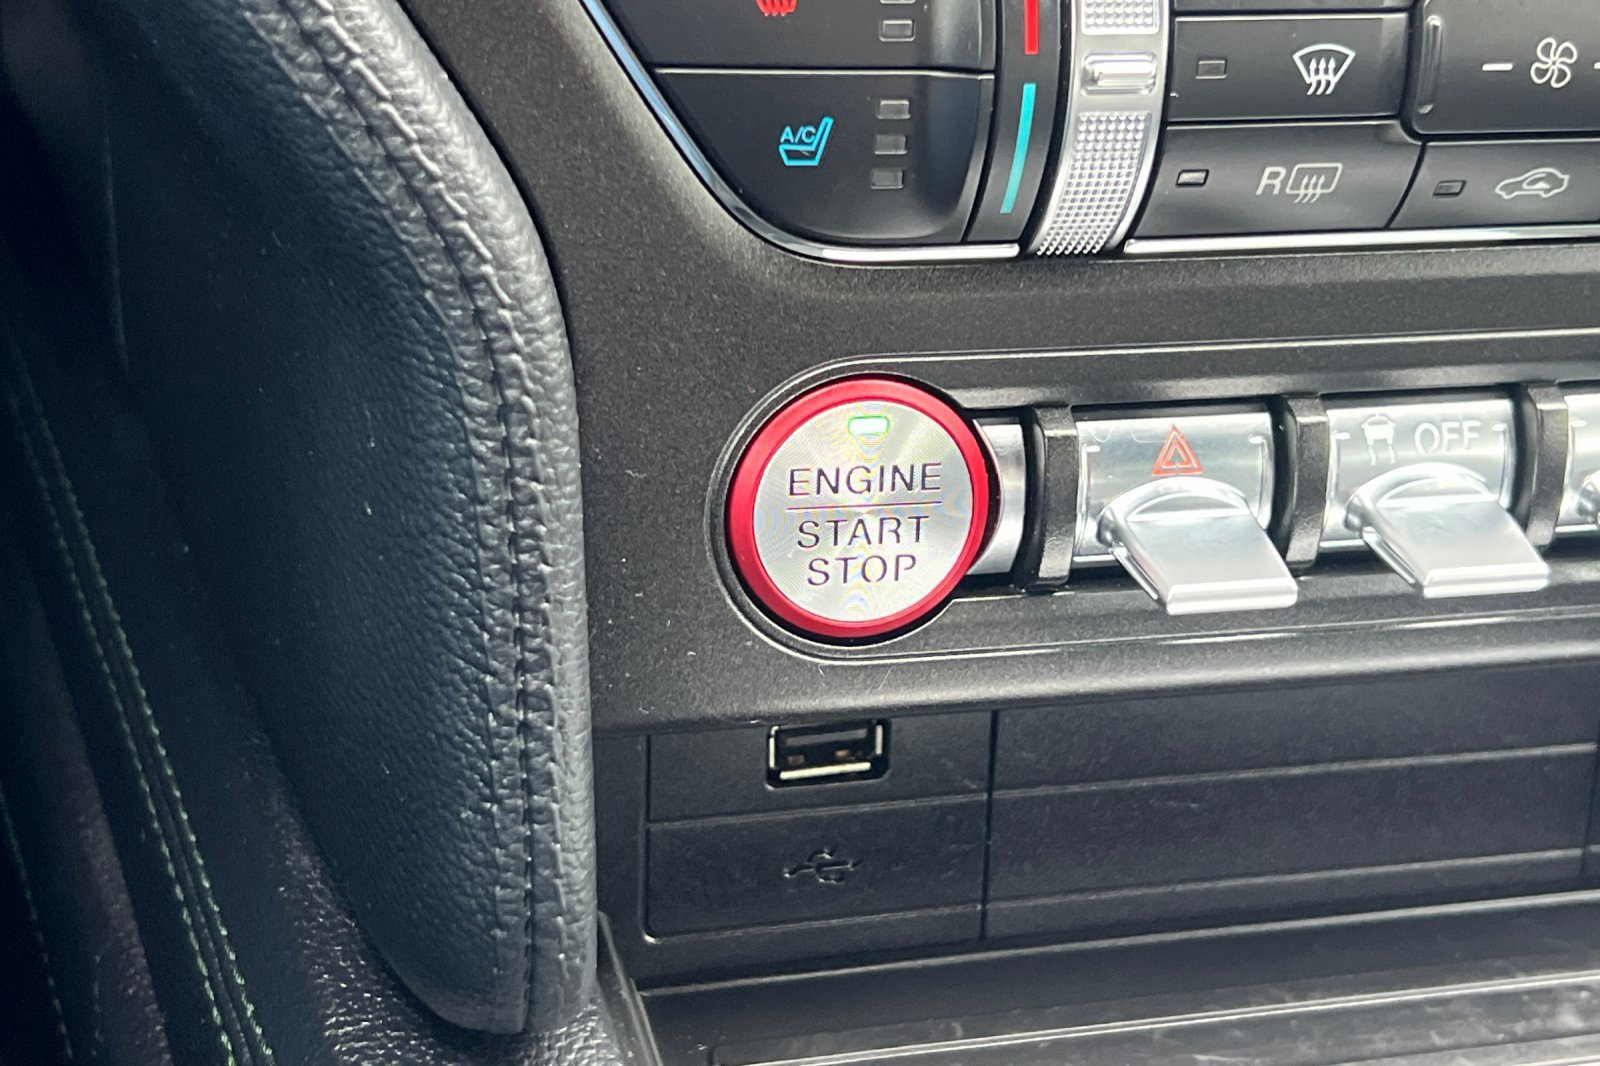 A/C
R
OFF
ENGINE
START
STOP